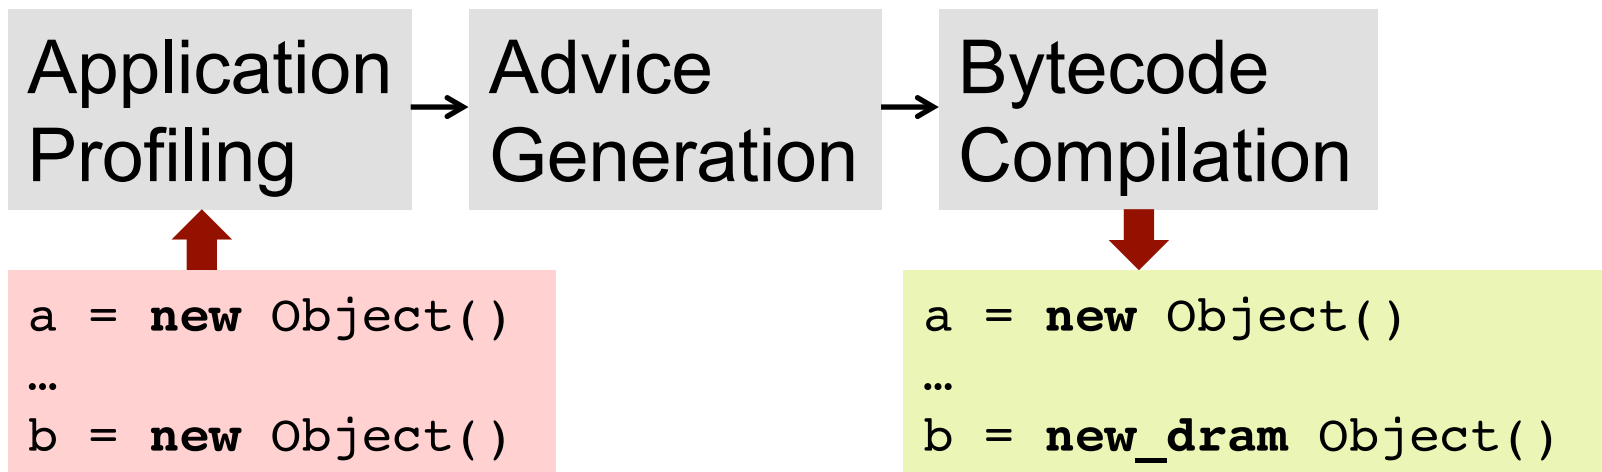 Application
Profiling
Advice
Generation
Bytecode
Compilation
a = new Object()
…
b = new Object()
a = new Object()
…
b = new_dram Object()